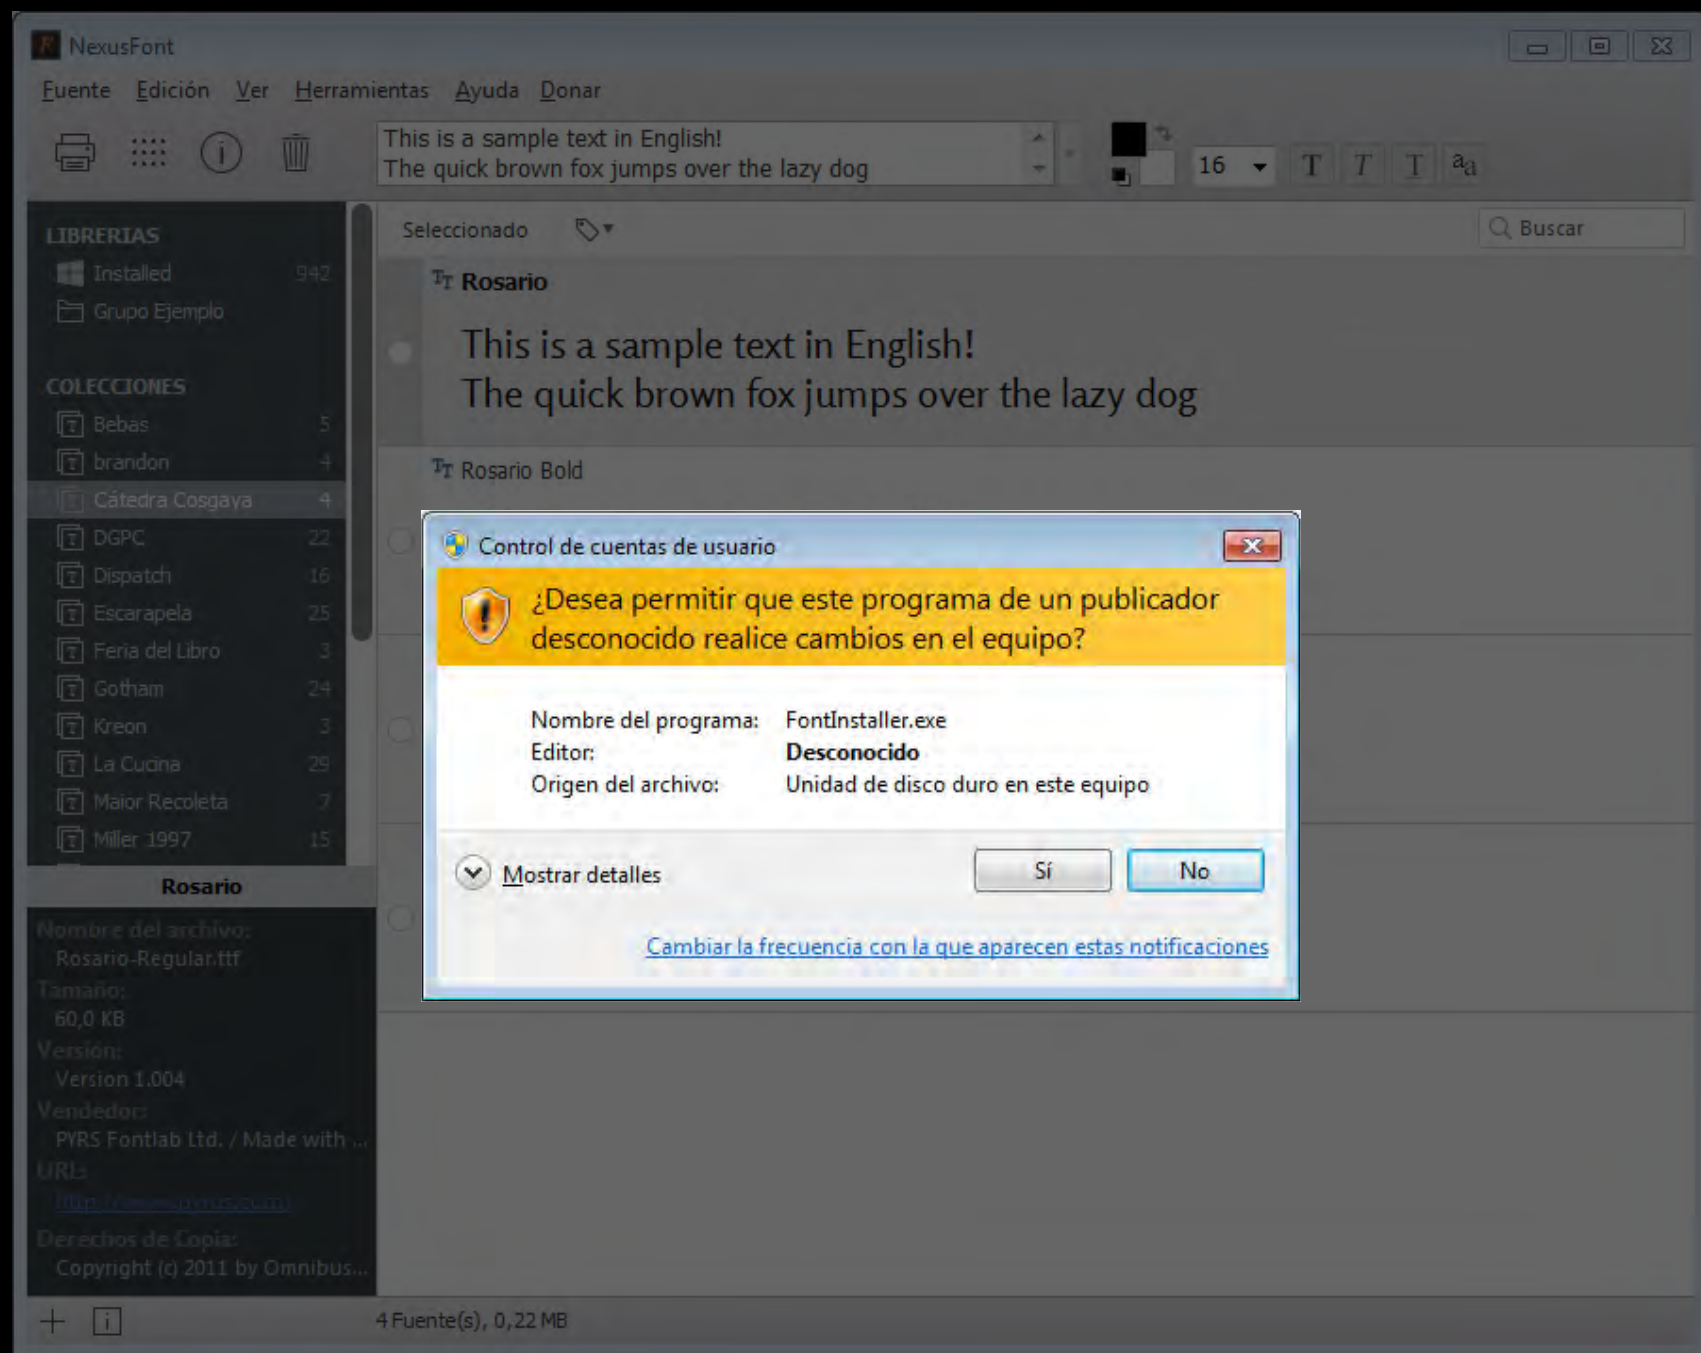 NexusFont
Fuente Edición Ver Herramientas Ayuda Donar
This is a sample text in English!
The quick brown fox jumps over the lazy dog
16
T T T aa
LIBRERIAS
Installed 942
Grupo Ejemplo
COLECCIONES
Bebas 5
brandon 4
Cátedra Cosgaya 4
DGPC 22
Dispatch 16
Escarapela 25
Feria del Libro 3
Gotham 24
Kreon 3
La Cucina 29
Maior Recoleta 7
Miller 1997 15
Rosario
Nombre del archivo:
Rosario-Regular.ttf
Tamaño:
60,0 KB
Versión:
Version 1.004
Vendedor:
PYRS Fontlab Ltd. / Made with ...
URL:
Derechos de Copia:
Copyright (c) 2011 by Omnibus...
Seleccionado
Buscar
Rosario
This is a sample text in English!
The quick brown fox jumps over the lazy dog
Rosario Bold
Control de cuentas de usuario
¿Desea permitir que este programa de un publicador
desconocido realice cambios en el equipo?
Nombre del programa: FontInstaller.exe
Editor: Desconocido
Origen del archivo: Unidad de disco duro en este equipo
Mostrar detalles
Sí
No
Cambiar la frecuencia con la que aparecen estas notificaciones
4 Fuente(s), 0,22 MB